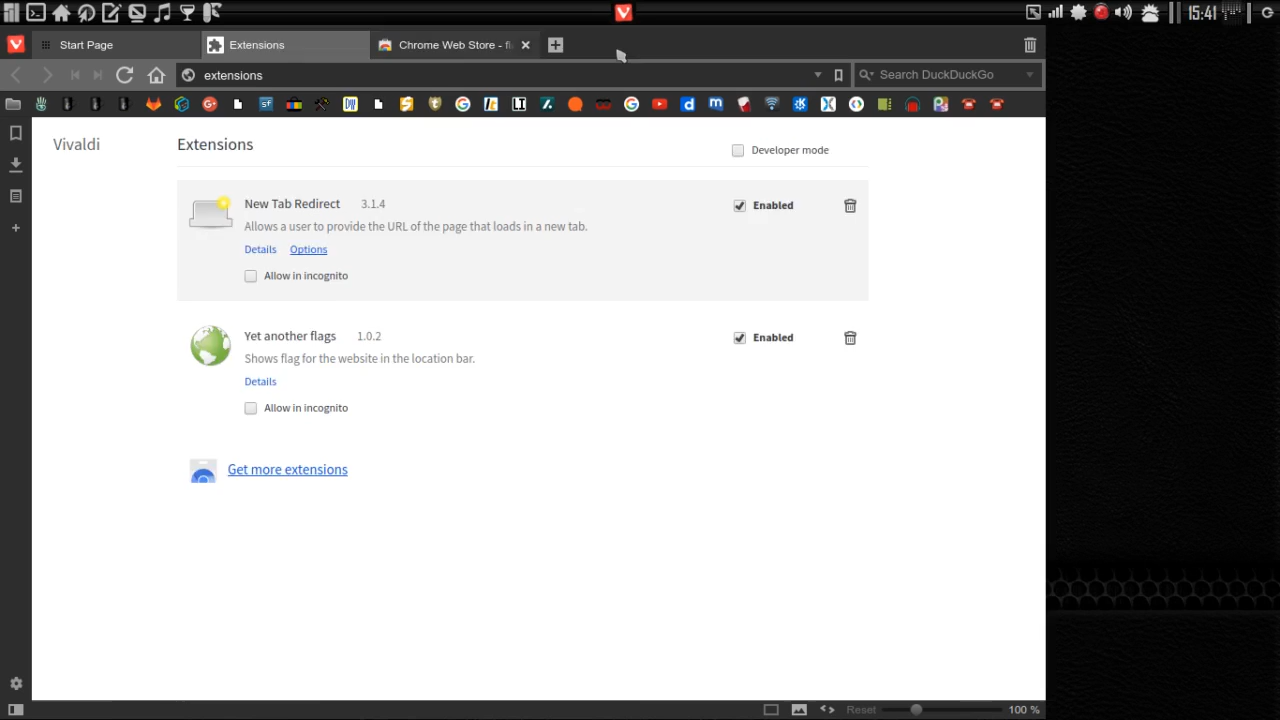 15:41
Start Page
Extensions
Chrome Web Store - fl
extensions
Search DuckDuckGo
Vivaldi
Extensions
Developer mode
New Tab Redirect 3.1.4
Enabled
Allows a user to provide the URL of the page that loads in a new tab.
Details Options
Allow in incognito
Yet another flags 1.0.2
Enabled
Shows flag for the website in the location bar.
Details
Allow in incognito
Get more extensions
Reset 100 %